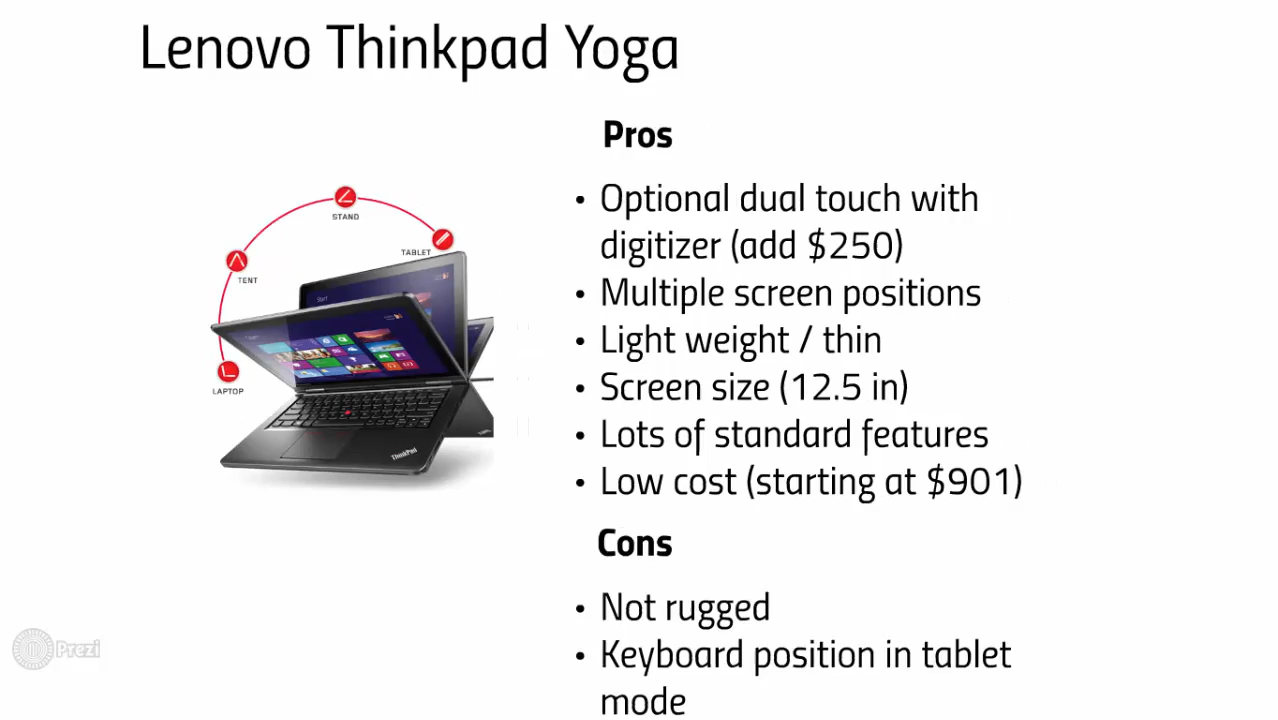 Lenovo Thinkpad Yoga
Pros
• Optional dual touch with
digitizer (add $250)
• Multiple screen positions
• Light weight / thin
• Screen size (12.5 in)
• Lots of standard features
• Low cost (starting at $901)
Cons
• Not rugged
• Keyboard position in tablet
mode
STAND
TABLET
TENT
LAPTOP
Start
ThinkPad
Prezi